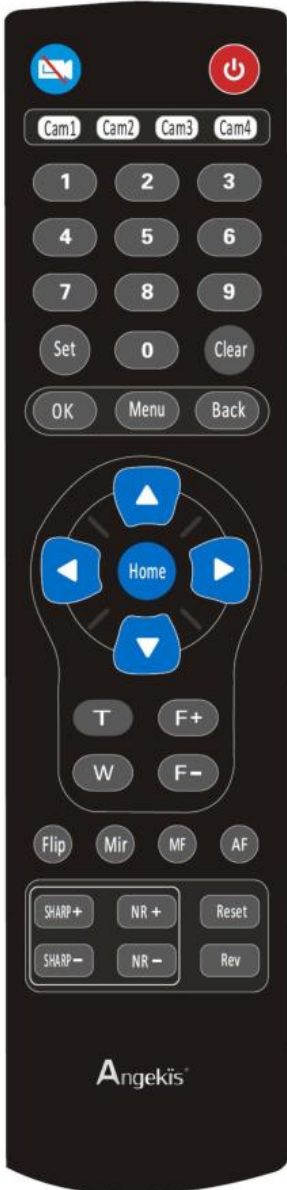 Cam1 Cam2 Cam3 Cam4
1 2 3
4 5 6
7 8 9
Set 0 Clear
OK Menu Back
Home
T F+
W F-
Flip Mir MF AF
SHARP+ NR+ Reset
SHARP- NR- Rev
Angekïs